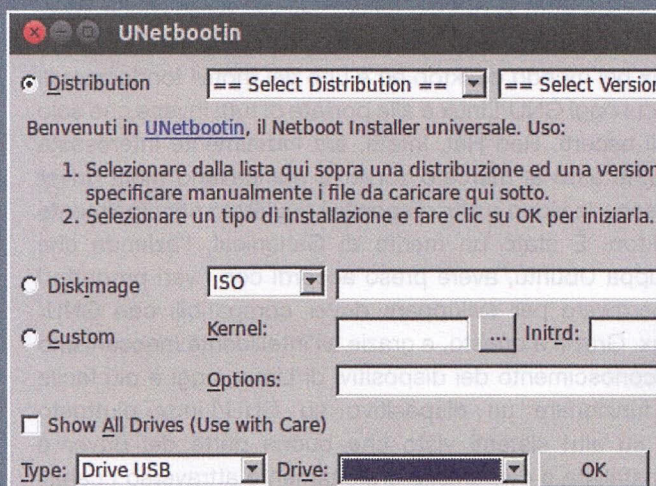 UNetbootin
Distribution == Select Distribution == == Select Version
Benvenuti in UNetbootin, il Netboot Installer universale. Uso:
1. Selezionare dalla lista qui sopra una distribuzione ed una version
specificare manualmente i file da caricare qui sotto.
2. Selezionare un tipo di installazione e fare clic su OK per iniziarla.
Diskimage ISO
Custom Kernel: ... Initrd:
Options:
Show All Drives (Use with Care)
Type: Drive USB Drive: OK